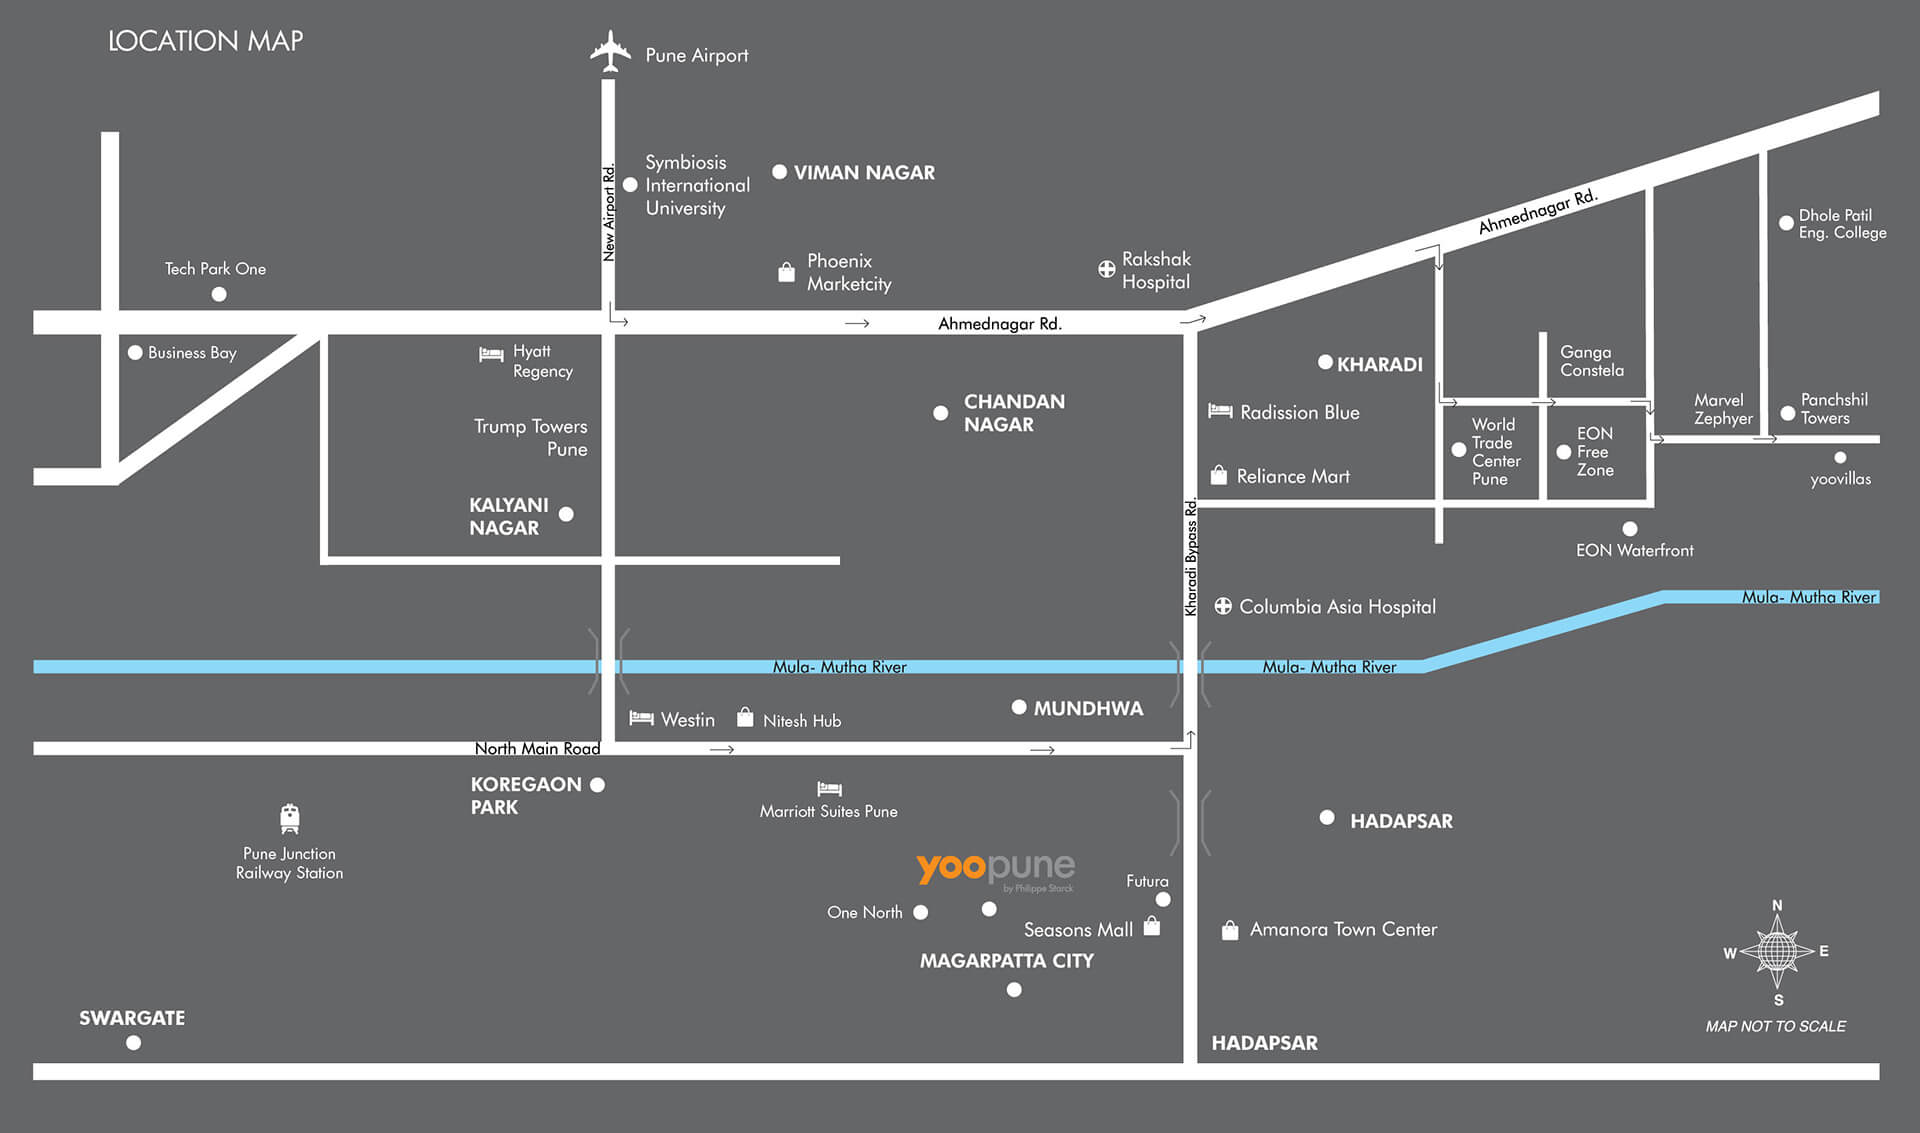 LOCATION MAP
Pune Airport
New Airport Rd.
Symbiosis
International
University
VIMAN NAGAR
Phoenix
Marketcity
Rakshak
Hospital
Ahmednagar Rd.
Dhole Patil
Eng. College
Tech Park One
Business Bay
Hyatt
Regency
Ahmednagar Rd.
KHARADI
Ganga
Constela
Trump Towers
Pune
CHANDAN
NAGAR
Radission Blue
Reliance Mart
World
Trade
Center
Pune
EON
Free
Zone
Marvel
Zephyer
Panchshil
Towers
yoovillas
KALYANI
NAGAR
Kharadi Bypass Rd.
EON Waterfront
Columbia Asia Hospital
Mula- Mutha River
Mula- Mutha River
Mula- Mutha River
Westin
Nitesh Hub
MUNDHWA
North Main Road
KOREGAON
PARK
Marriott Suites Pune
HADAPSAR
Pune Junction
Railway Station
yoopune
by Philippe Starck
Futura
One North
Seasons Mall
Amanora Town Center
MAGARPATTA CITY
SWARGATE
HADAPSAR
N
W
E
S
MAP NOT TO SCALE